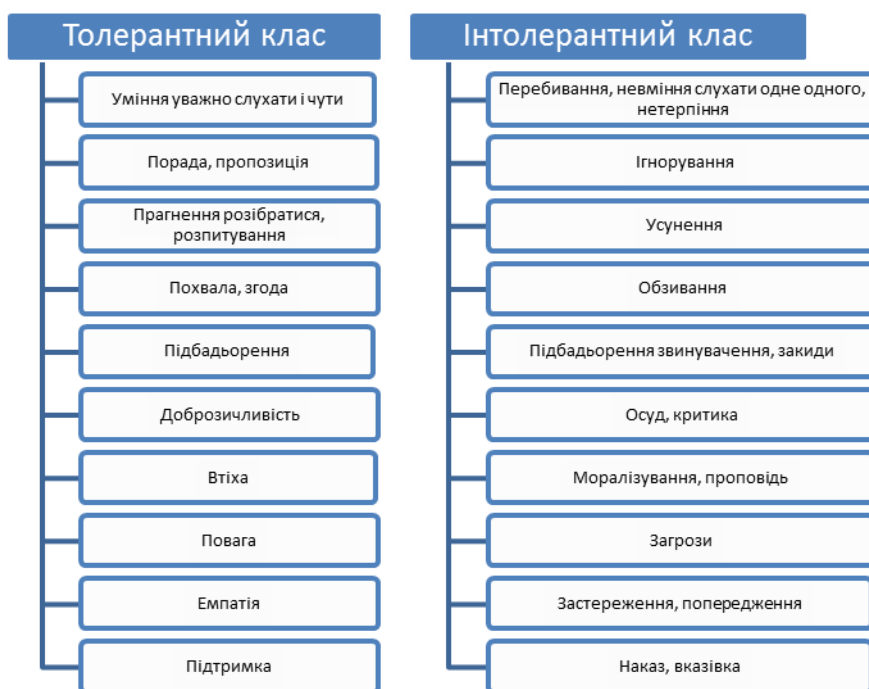 Толерантний клас
Уміння уважно слухати і чути
Порада, пропозиція
Прагнення розібратися,
розпитування
Похвала, згода
Підбадьорення
Доброзичливість
Втіха
Повага
Емпатія
Підтримка
Інтолерантний клас
Перебивання, невміння слухати одне одного,
нетерпіння
Ігнорування
Усунення
Обзивання
Підбадьорення звинувачення, закиди
Осуд, критика
Моралізування, проповідь
Загрози
Застереження, попередження
Наказ, вказівка